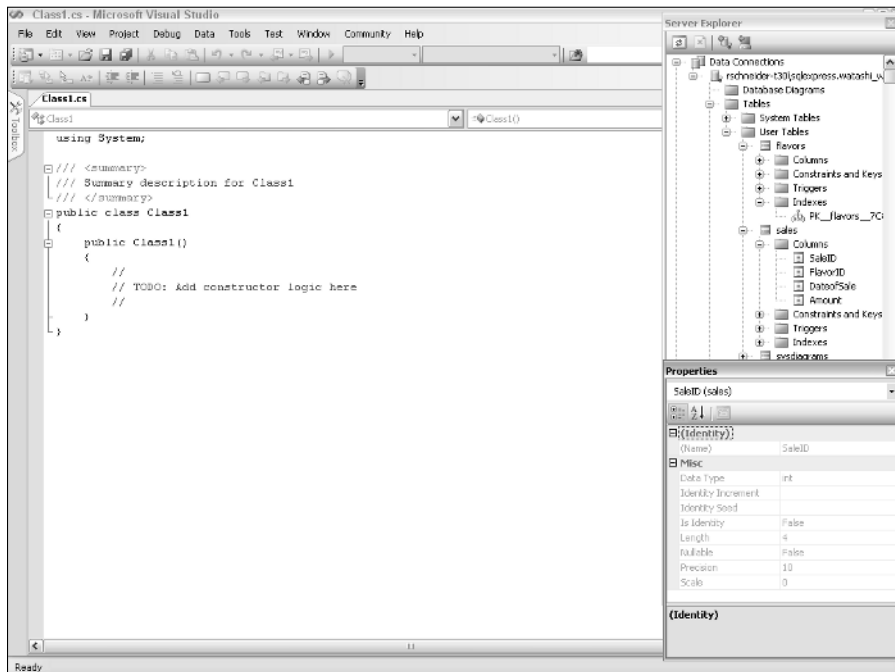 Class1.cs - Microsoft Visual Studio
File Edit View Project Debug Data Tools Test Window Community Help
Toolbox
Class1.cs
Class1
Class1()
using System;
/// <summary>
/// Summary description for Class1
/// </summary>
public class Class1
{
public Class1()
{
//
// TODO: Add constructor logic here
//
}
}
Ready
Server Explorer
Data Connections
rschneider-t30\sqlexpress.watashi_
Database Diagrams
Tables
System Tables
User Tables
flavors
Columns
Constraints and Keys
Triggers
Indexes
PK__flavors__7C
sales
Columns
SaleID
FlavorID
DateofSale
Amount
Constraints and Keys
Triggers
Indexes
sysdiagrams
Properties
SaleID (sales)
(Identity)
(Name) SaleID
Misc
Data Type int
Identity Increment
Identity Seed
Is Identity False
Length 4
Nullable False
Precision 10
Scale 0
(Identity)